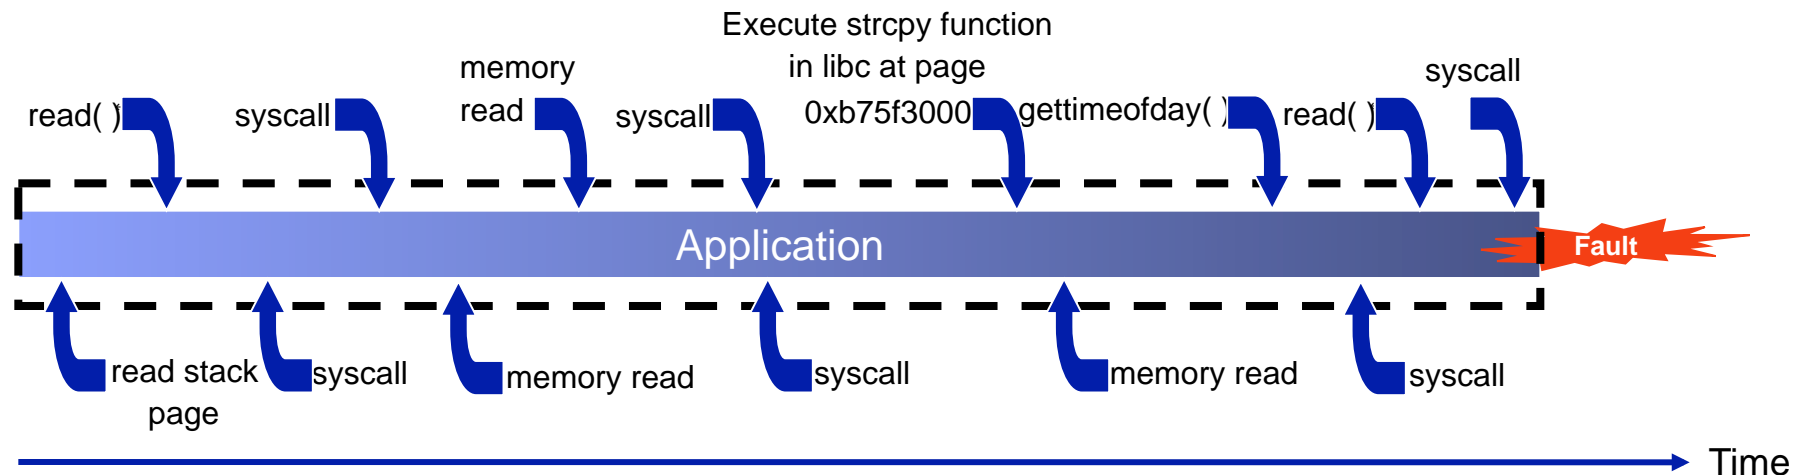 Execute strcpy function
in libc at page
0xb75f3000
memory
read
syscall
read( )
syscall
syscall
gettimeofday( )
read( )
Application
Fault
read stack
page
syscall
memory read
syscall
memory read
syscall
Time